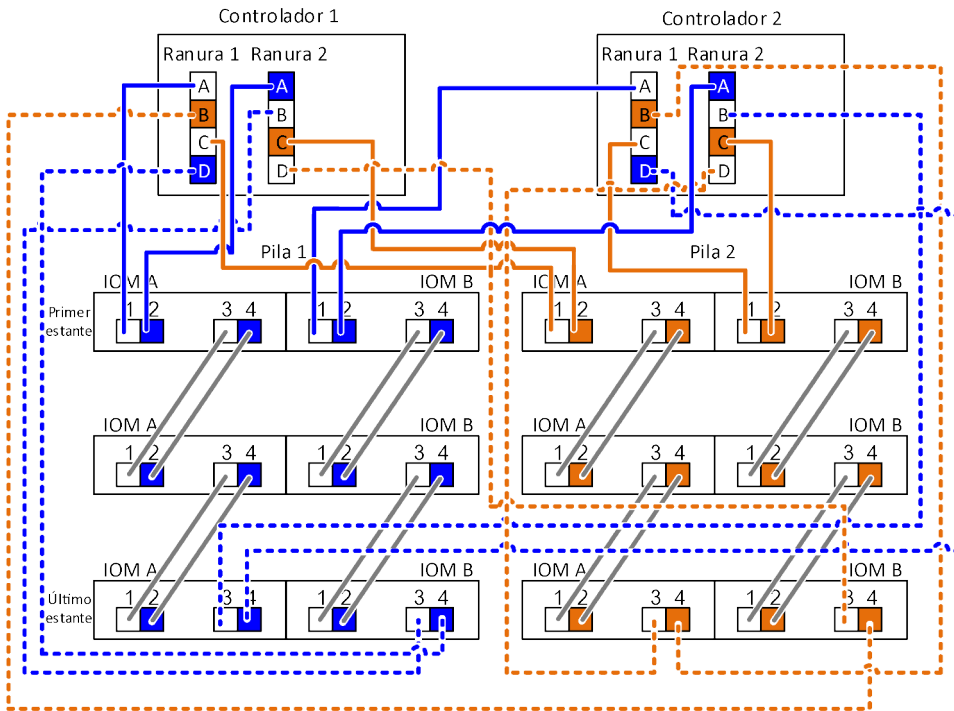 Controlador 1
Controlador 2
Ranura 1 Ranura 2
Ranura 1 Ranura 2
A A A A
B B B B
C C C C
D D D D
Pila 1
Pila 2
IOM A IOM B IOM A IOM B
Primer estante
1 2 3 4 1 2 3 4 1 2 3 4 1 2 3 4
IOM A IOM B IOM A IOM B
1 2 3 4 1 2 3 4 1 2 3 4 1 2 3 4
IOM A IOM B IOM A IOM B
Último estante
1 2 3 4 1 2 3 4 1 2 3 4 1 2 3 4